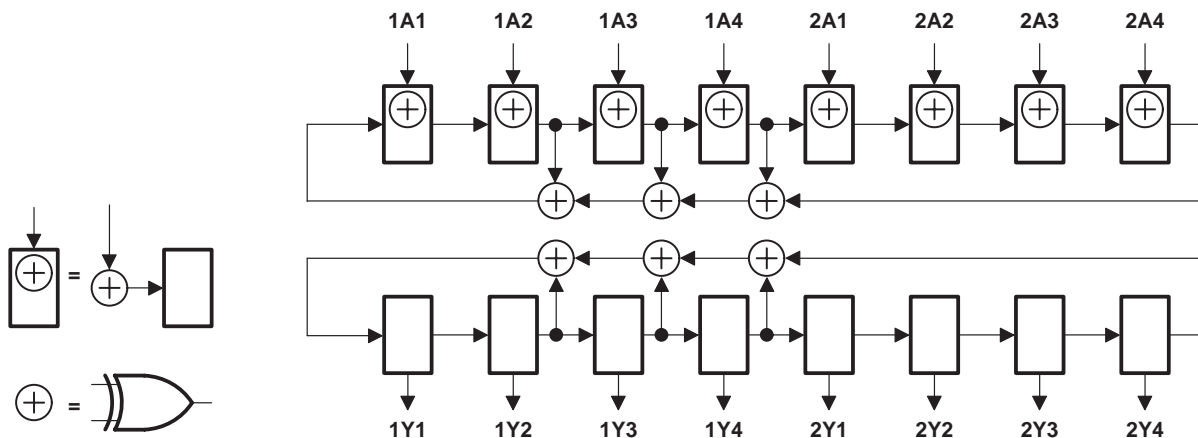 1A1 1A2 1A3 1A4 2A1 2A2 2A3 2A4
=
=
1Y1 1Y2 1Y3 1Y4 2Y1 2Y2 2Y3 2Y4